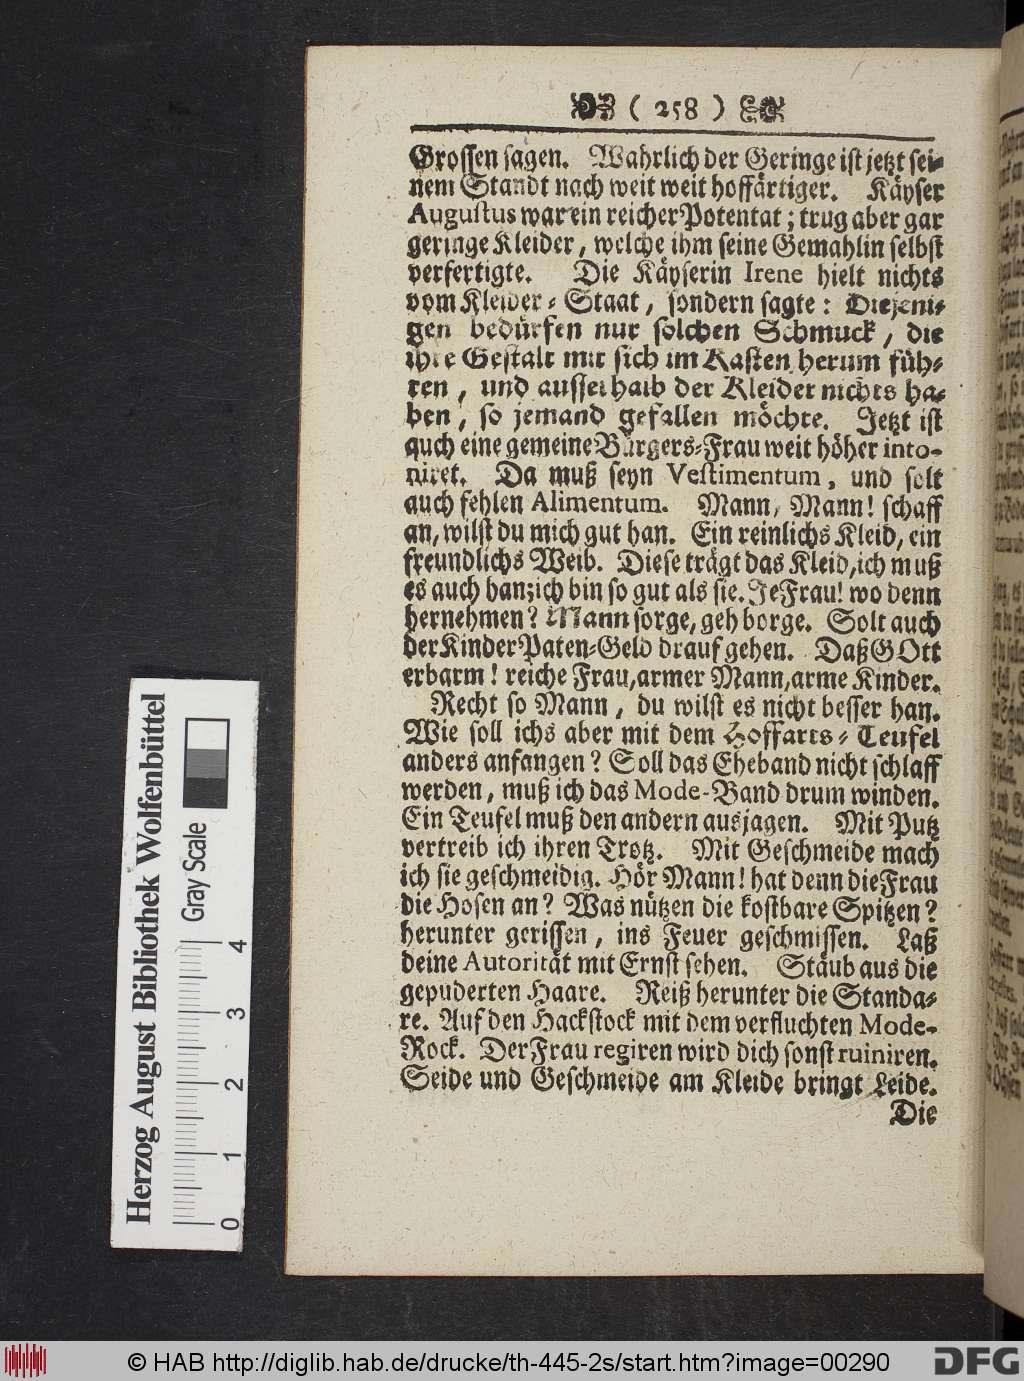 ( 258 )
Grossen sagen. Wahrlich der Geringe ist jetzt sei-
nem Standt nach weit weit hoffärtiger. Käyser
Augustus war ein reicher Potentat; trug aber gar
geringe Kleider, welche ihm seine Gemahlin selbst
verfertigte. Die Käyserin Irene hielt nichts
vom Kleider-Staat, sondern sagte: Diejeni-
gen bedürfen nur solchen Schmuck, die
ihre Gestalt mit sich im Kasten herum füh-
ren, und ausserhalb der Kleider nichts ha-
ben, so jemand gefallen möchte. Jetzt ist
auch eine gemeine Bürgers-Frau weit höher into-
niret. Da muß seyn Vestimentum, und solt
auch fehlen Alimentum. Mann, Mann! schaff
an, wilst du mich gut han. Ein reinlichs Kleid, ein
freundlichs Weib. Diese trägt das Kleid, ich muß
es auch han; ich bin so gut als sie. Je Frau! wo denn
hernehmen? Mann sorge, geh borge. Solt auch
der Kinder Paten-Geld drauf gehen. Daß GOtt
erbarm! reiche Frau, armer Mann, arme Kinder.
Recht so Mann, du wilst es nicht besser han.
Wie soll ichs aber mit dem Hoffarts-Teufel
anders anfangen? Soll das Eheband nicht schlaff
werden, muß ich das Mode-Band drum winden.
Ein Teufel muß den andern ausjagen. Mit Putz
vertreib ich ihren Trotz. Mit Geschmeide mach
ich sie geschmeidig. Hör Mann! hat denn die Frau
die Hosen an? Was nützen die kostbare Spitzen?
herunter gerissen, ins Feuer geschmissen. Laß
deine Autorität mit Ernst sehen. Stäub aus die
gepuderten Haare. Reiß herunter die Standa-
re. Auf den Hackstock mit dem verfluchten Mode-
Rock. Der Frau regiren wird dich sonst ruiniren.
Seide und Geschmeide am Kleide bringt Leide.
Die
Herzog August Bibliothek Wolfenbüttel
Gray Scale
0 1 2 3 4
© HAB http://diglib.hab.de/drucke/th-445-2s/start.htm?image=00290
DFG